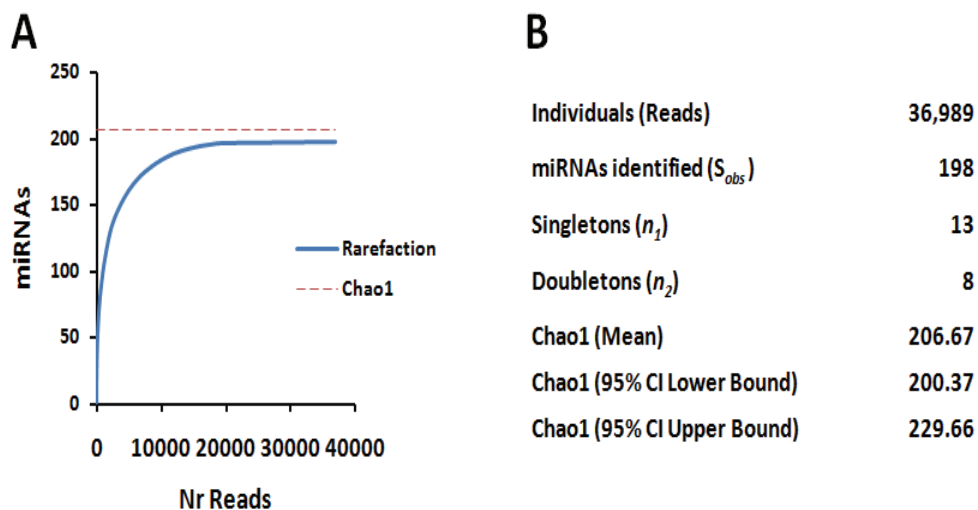 A
250
200
150
100
50
0
miRNAs
0 10000 20000 30000 40000
Nr Reads
Rarefaction
Chao1
B
Individuals (Reads) 36,989
miRNAs identified (Sobs) 198
Singletons (n1) 13
Doubletons (n2) 8
Chao1 (Mean) 206.67
Chao1 (95% CI Lower Bound) 200.37
Chao1 (95% CI Upper Bound) 229.66